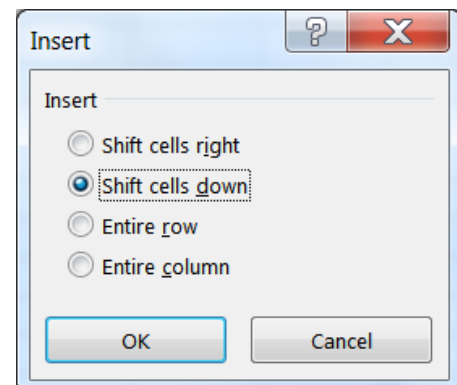 Insert
Insert
Shift cells right
Shift cells down
Entire row
Entire column
OK
Cancel